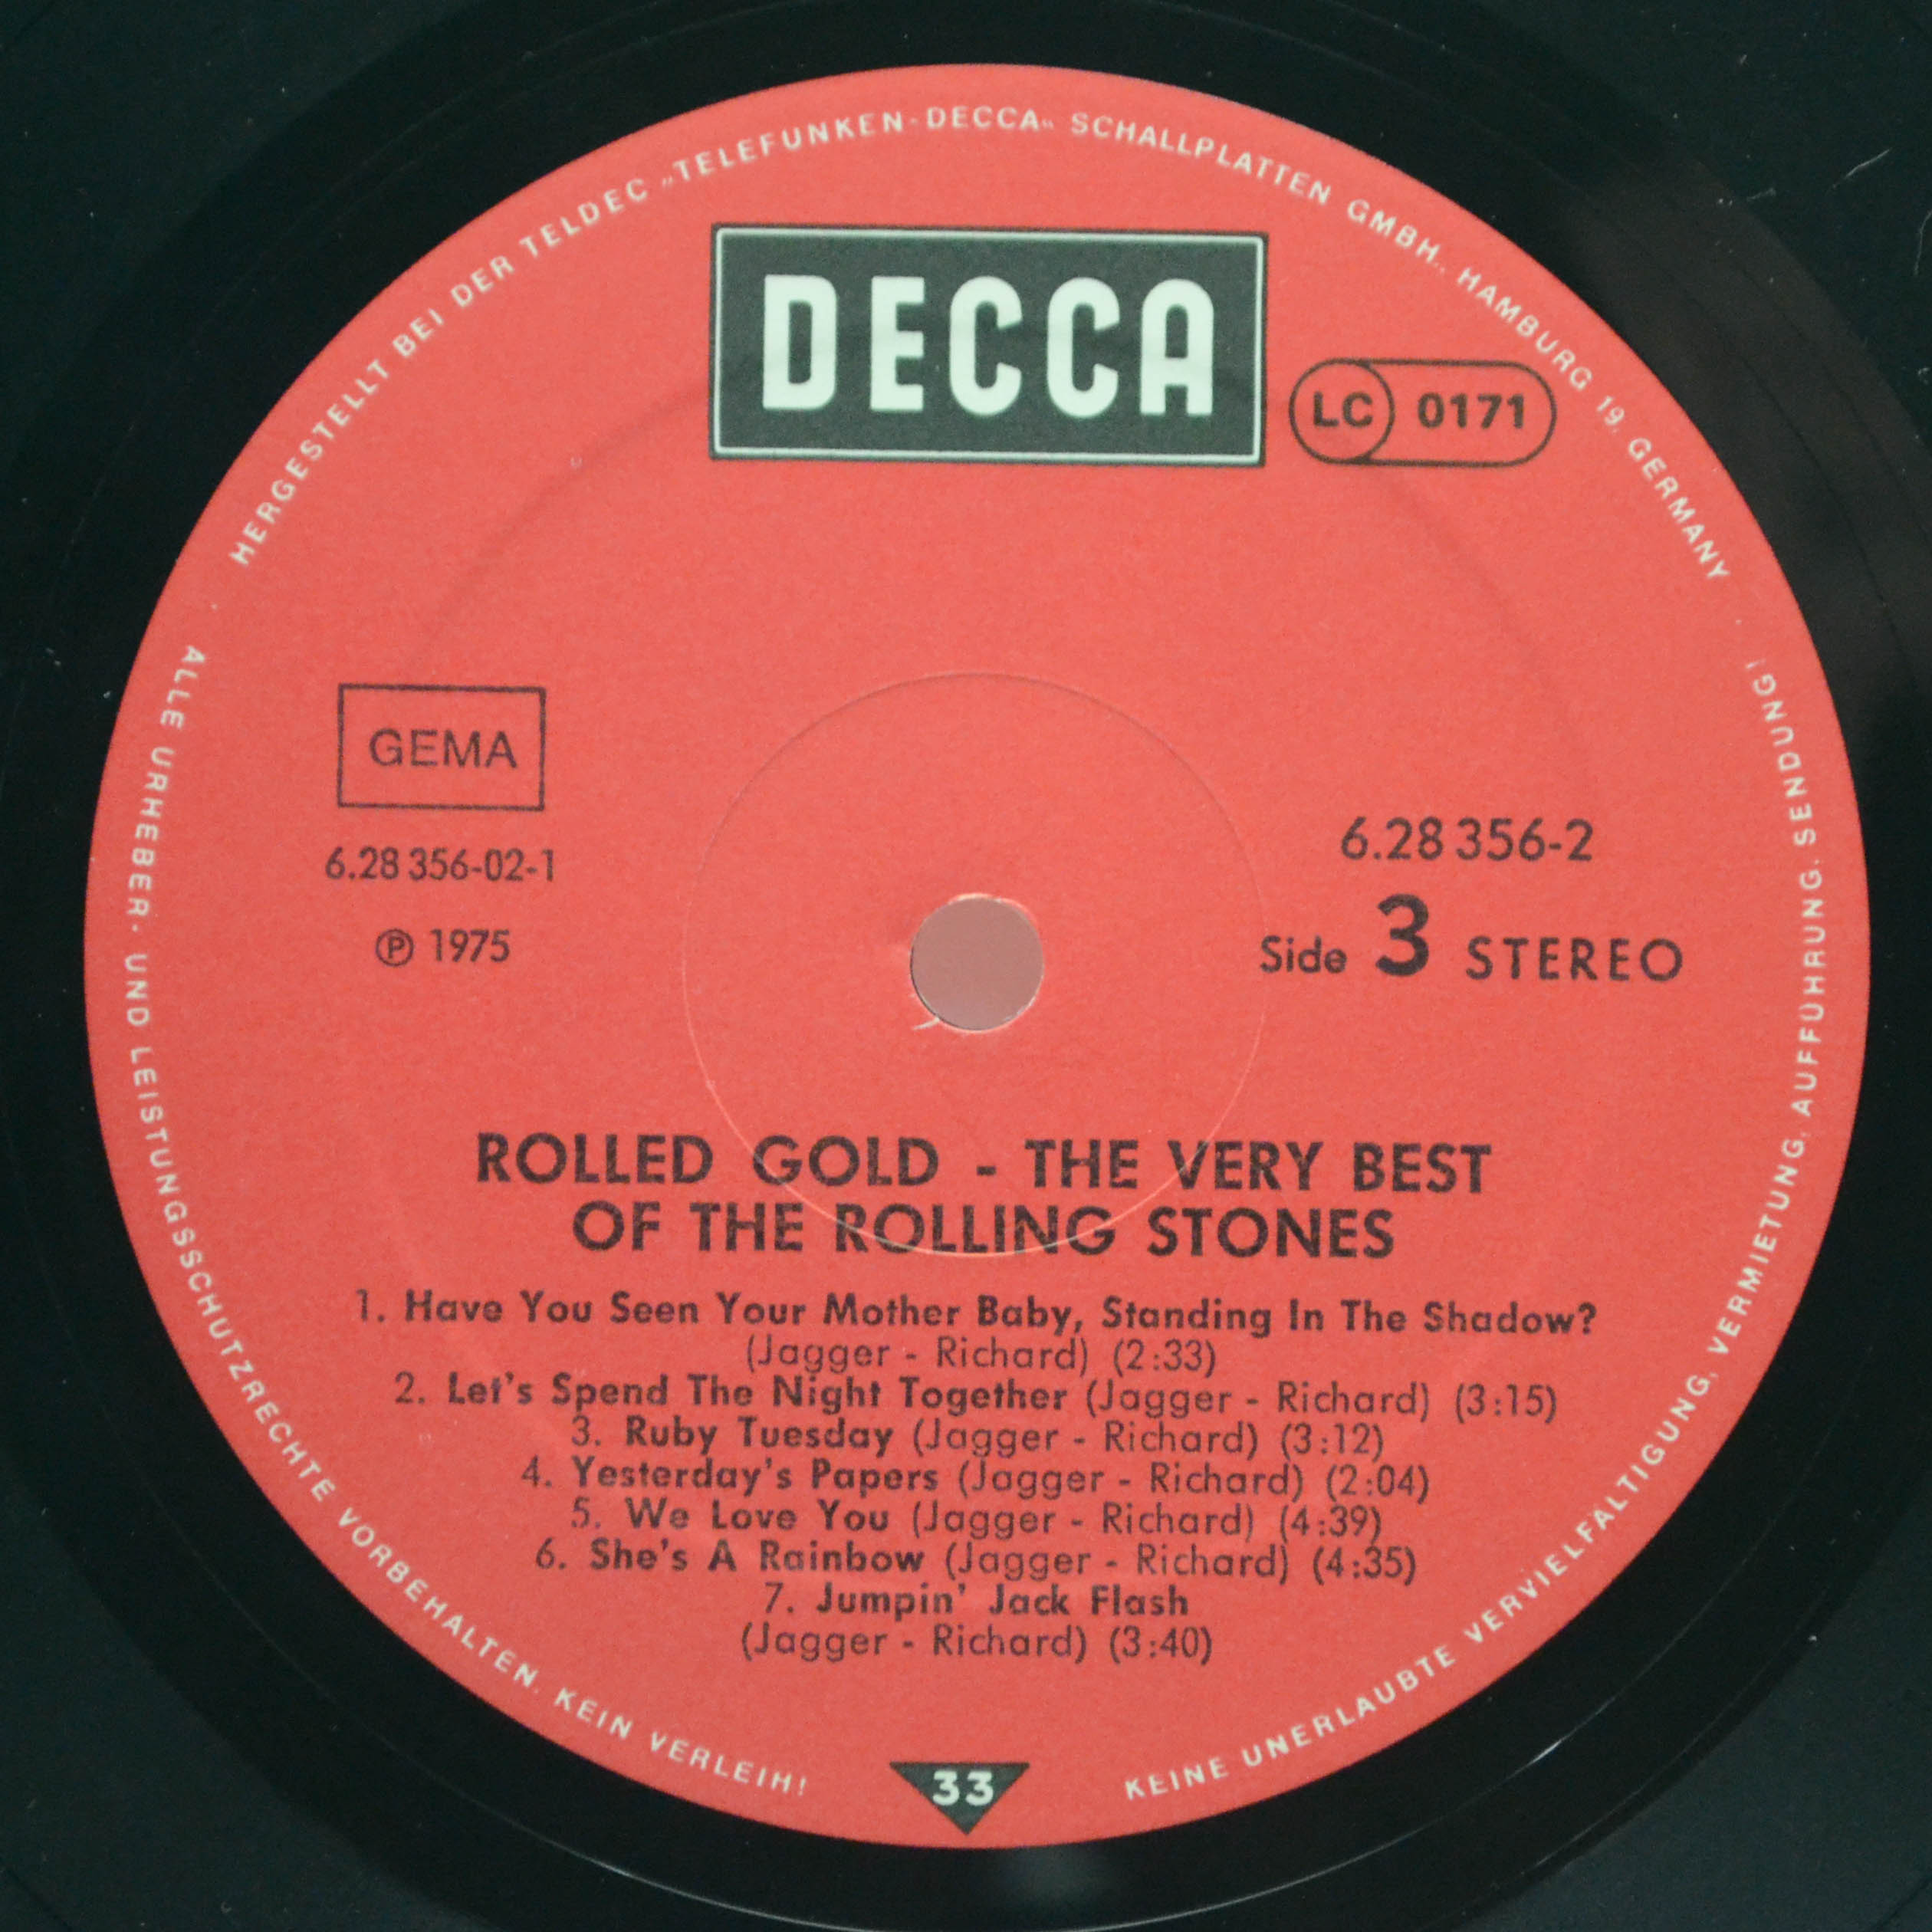 HERGESTELLT BEI DER TELDEC „TELEFUNKEN-DECCA" SCHALLPLATTEN GMBH., HAMBURG 19, GERMANY
DECCA
LC 0171
GEMA
6.28 356-02-1
℗ 1975
6.28 356-2
Side 3 STEREO
ROLLED GOLD - THE VERY BEST
OF THE ROLLING STONES
1. Have You Seen Your Mother Baby, Standing In The Shadow?
(Jagger - Richard) (2:33)
2. Let's Spend The Night Together (Jagger - Richard) (3:15)
3. Ruby Tuesday (Jagger - Richard) (3:12)
4. Yesterday's Papers (Jagger - Richard) (2:04)
5. We Love You (Jagger - Richard) (4:39)
6. She's A Rainbow (Jagger - Richard) (4:35)
7. Jumpin' Jack Flash
(Jagger - Richard) (3:40)
33
ALLE URHEBER- UND LEISTUNGSSCHUTZRECHTE VORBEHALTEN. KEIN VERLEIH!
KEINE UNERLAUBTE VERVIELFÄLTIGUNG, VERMIETUNG, AUFFÜHRUNG, SENDUNG!